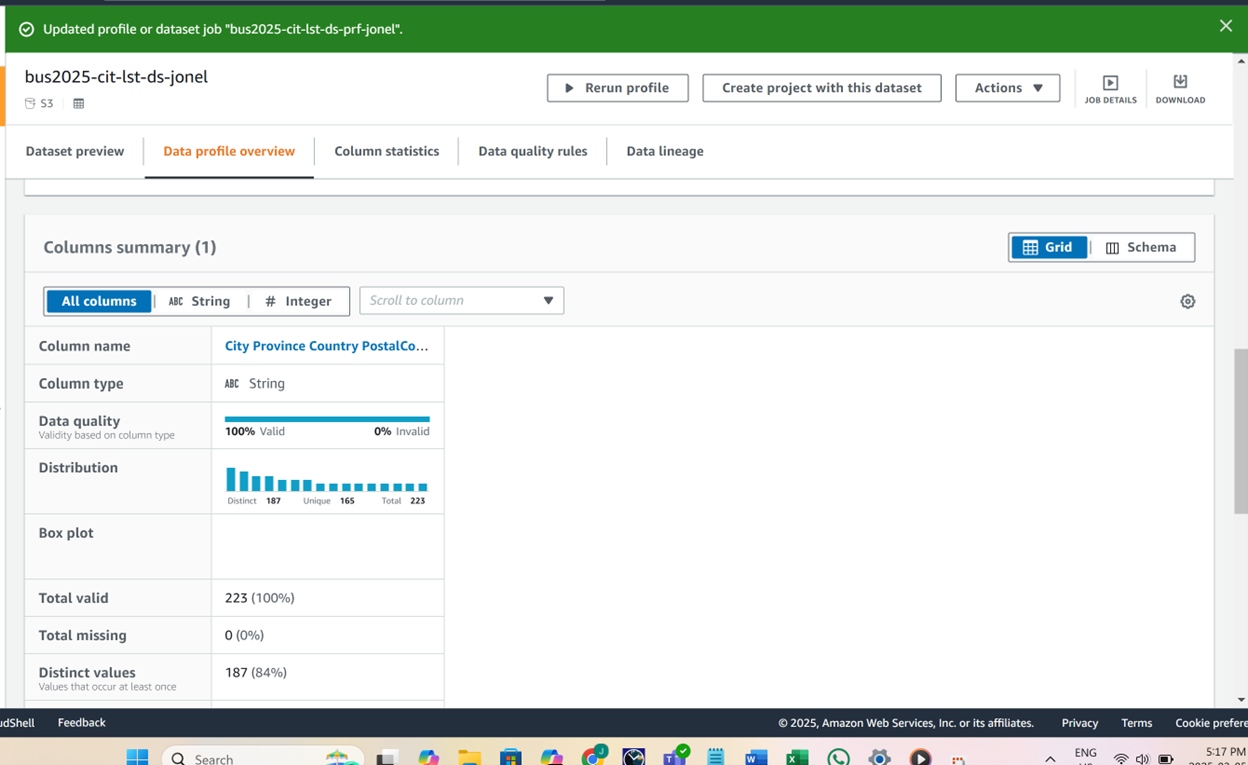 Updated profile or dataset job "bus2025-cit-lst-ds-prf-jonel".
bus2025-cit-lst-ds-jonel
S3
Rerun profile
Create project with this dataset
Actions
JOB DETAILS
DOWNLOAD
Dataset preview
Data profile overview
Column statistics
Data quality rules
Data lineage
Columns summary (1)
Grid
Schema
All columns
ABC String
# Integer
Scroll to column
Column name
City Province Country PostalCo...
Column type
ABC String
Data quality
Validity based on column type
100% Valid
0% Invalid
Distribution
Distinct 187 Unique 165 Total 223
Box plot
Total valid
223 (100%)
Total missing
0 (0%)
Distinct values
Values that occur at least once
187 (84%)
udShell
Feedback
© 2025, Amazon Web Services, Inc. or its affiliates.
Privacy
Terms
Cookie prefere
Search
ENG
5:17 PM